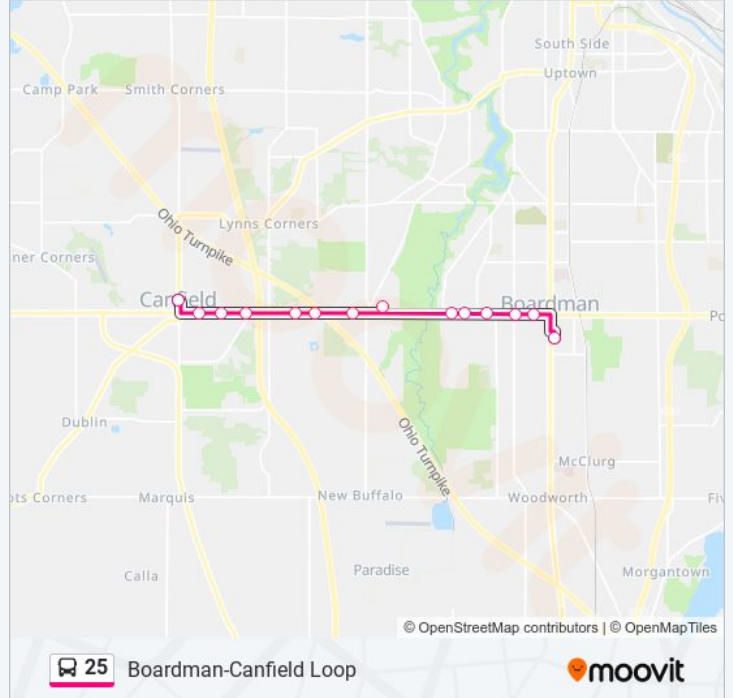 South Side
Uptown
Camp Park
Smith Corners
Lynns Corners
Ohio Turnpike
ner Corners
Canfield
Boardman
Po
Dublin
Ohio Turnpike
McClurg
ots Corners
Marquis
New Buffalo
Woodworth
Fiv
Calla
Paradise
Morgantown
© OpenStreetMap contributors | © OpenMapTiles
25 Boardman-Canfield Loop
moovit